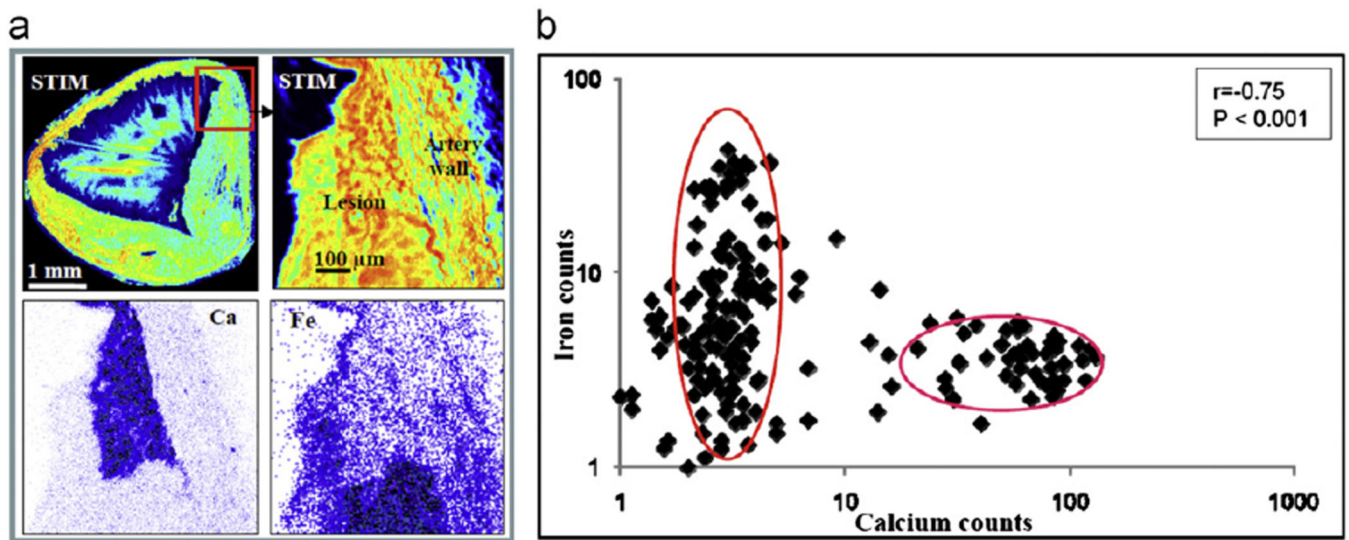 a
STIM
1 mm
STIM
Artery
wall
Lesion
100 µm
Ca
Fe
b
r=-0.75
P < 0.001
Iron counts
100
10
1
1
10
100
1000
Calcium counts